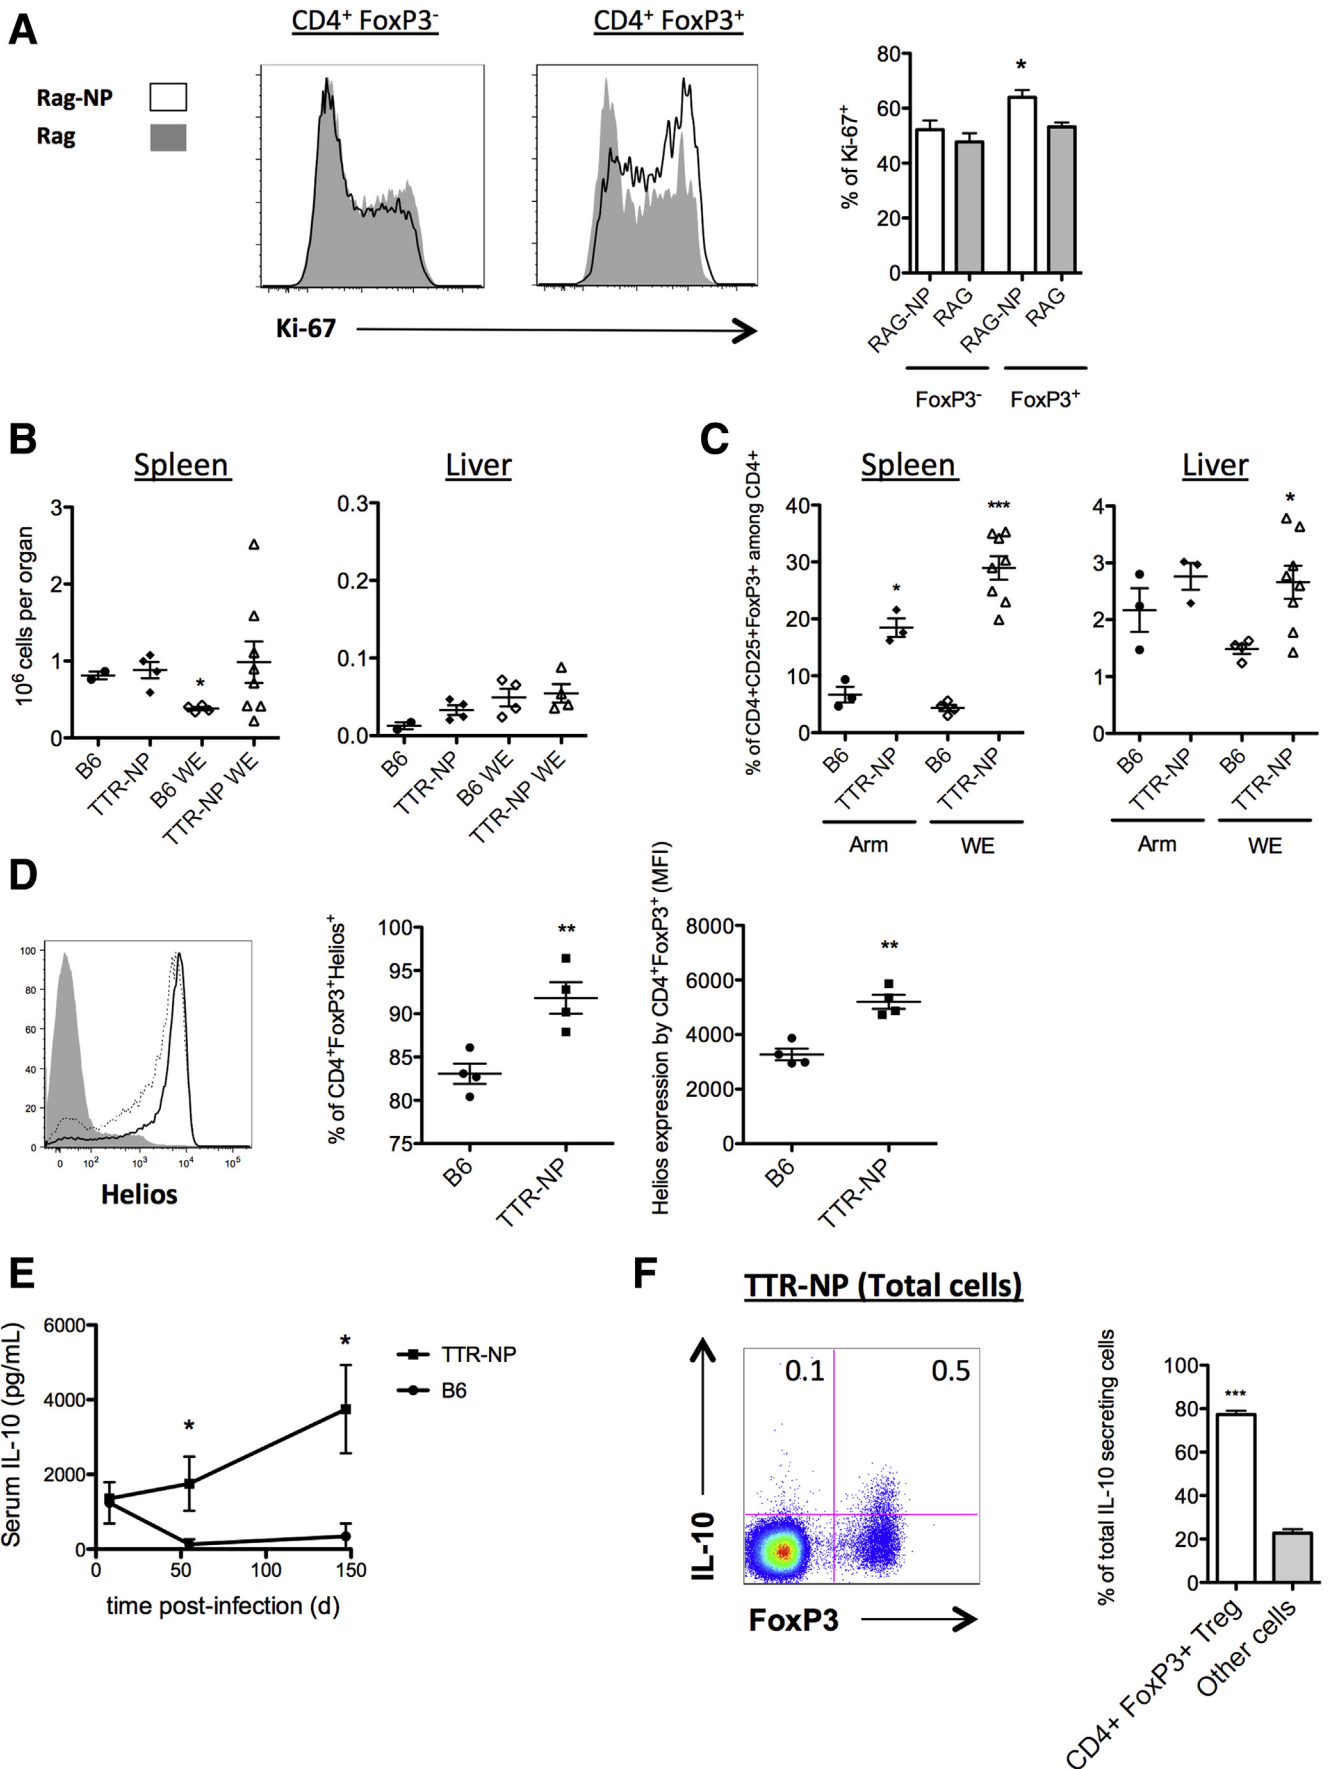 A
CD4+ FoxP3-
CD4+ FoxP3+
Rag-NP
Rag
Ki-67
% of Ki-67+
80
60
40
20
0
*
RAG-NP
RAG
RAG-NP
RAG
FoxP3-
FoxP3+
B
Spleen
10^6 cells per organ
3
2
1
0
*
B6
TTR-NP
B6 WE
TTR-NP WE
Liver
0.3
0.2
0.1
0.0
B6
TTR-NP
B6 WE
TTR-NP WE
C
% of CD4+CD25+FoxP3+ among CD4+
Spleen
40
30
20
10
0
*
***
B6
TTR-NP
B6
TTR-NP
Arm
WE
Liver
4
3
2
1
0
*
B6
TTR-NP
B6
TTR-NP
Arm
WE
D
100
80
60
40
20
0
0
10^2
10^3
10^4
10^5
Helios
% of CD4+FoxP3+Helios+
100
95
90
85
80
75
**
B6
TTR-NP
Helios expression by CD4+FoxP3+ (MFI)
8000
6000
4000
2000
0
**
B6
TTR-NP
E
Serum IL-10 (pg/mL)
6000
4000
2000
0
*
*
0
50
100
150
time post-infection (d)
TTR-NP
B6
F
TTR-NP (Total cells)
0.1
0.5
IL-10
FoxP3
% of total IL-10 secreting cells
100
80
60
40
20
0
***
CD4+ FoxP3+ Treg
Other cells